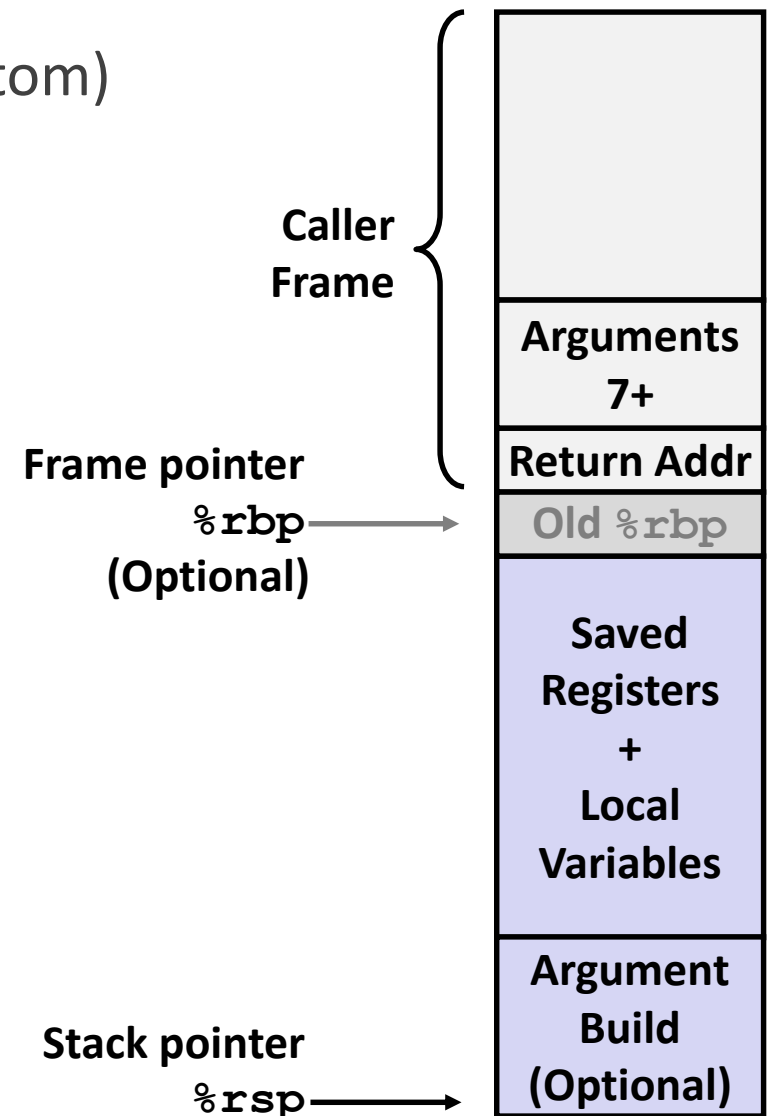 tom)
Caller
Frame
Arguments
7+
Return Addr
Frame pointer
%rbp
(Optional)
Old %rbp
Saved
Registers
+
Local
Variables
Argument
Build
(Optional)
Stack pointer
%rsp